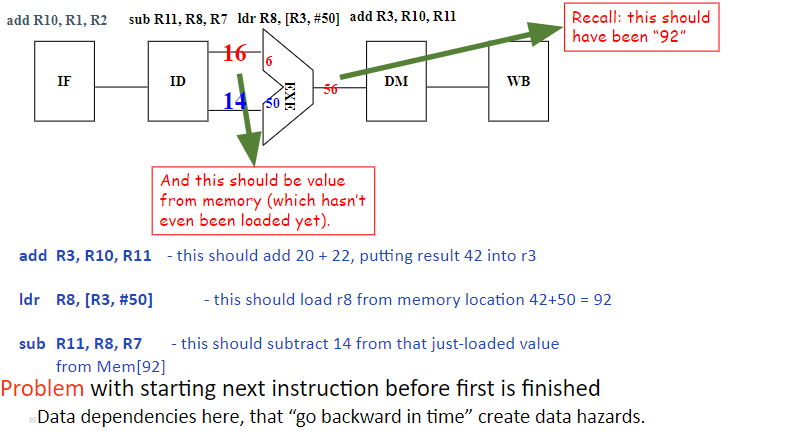 add R10, R1, R2 sub R11, R8, R7 ldr R8, [R3, #50] add R3, R10, R11
Recall: this should
have been “92”
16
6
IF
ID
EXE
DM
WB
56
14
50
And this should be value
from memory (which hasn’t
even been loaded yet).
add R3, R10, R11 - this should add 20 + 22, putting result 42 into r3
ldr R8, [R3, #50] - this should load r8 from memory location 42+50 = 92
sub R11, R8, R7 - this should subtract 14 from that just-loaded value
from Mem[92]
Problem with starting next instruction before first is finished
Data dependencies here, that “go backward in time” create data hazards.